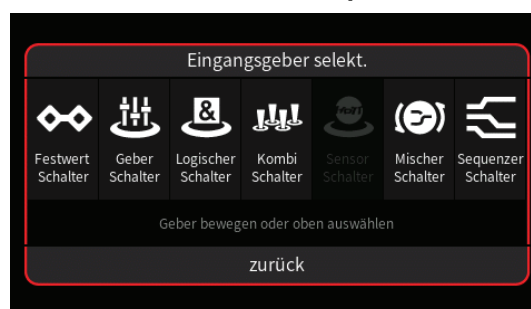 Eingangsgeber selekt.
&
Festwert Schalter
Geber Schalter
Logischer Schalter
Kombi Schalter
Sensor Schalter
Mischer Schalter
Sequenzer Schalter
Geber bewegen oder oben auswählen
zurück